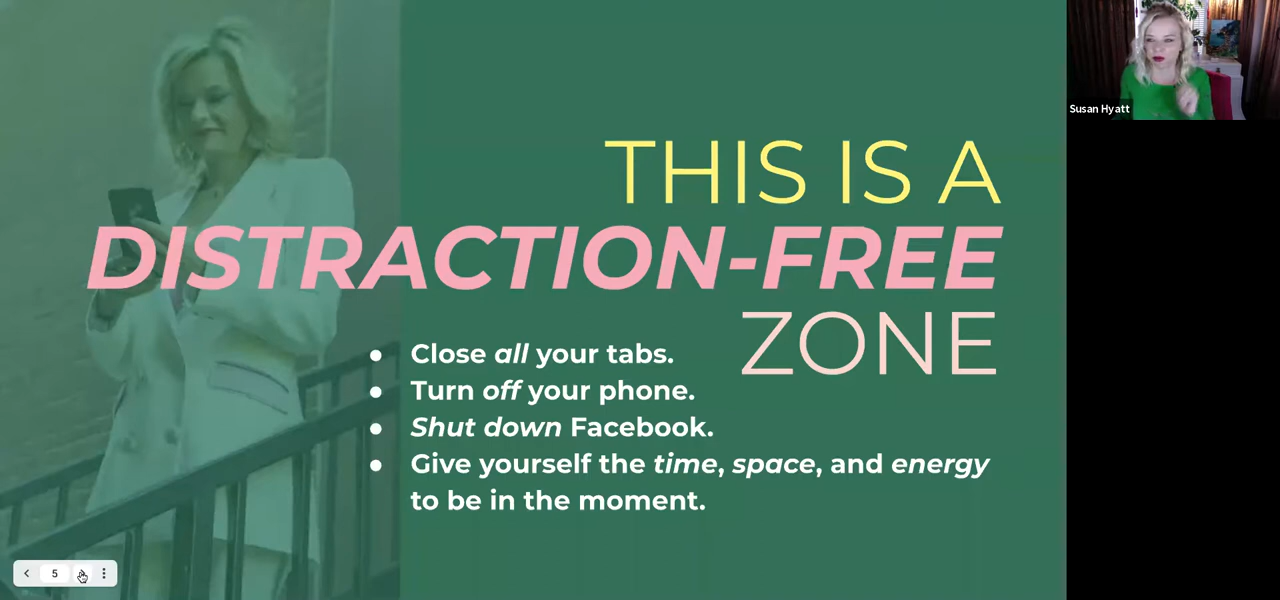 Susan Hyatt
THIS IS A
DISTRACTION-FREE
ZONE
● Close all your tabs.
● Turn off your phone.
● Shut down Facebook.
● Give yourself the time, space, and energy
to be in the moment.
5